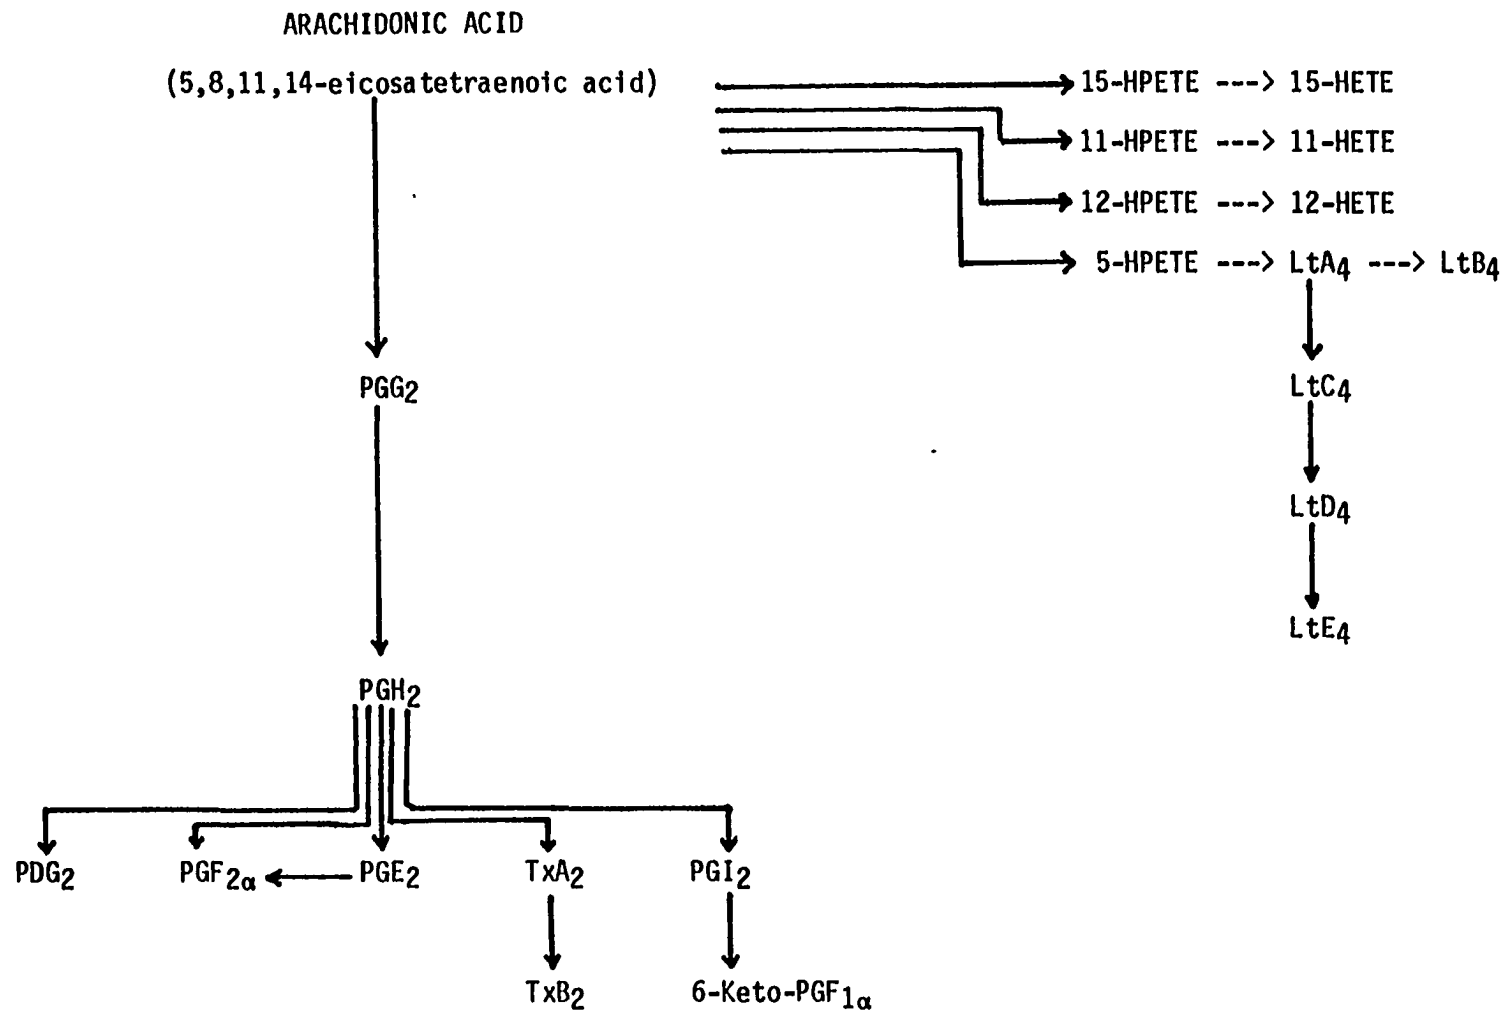 ARACHIDONIC ACID
(5,8,11,14-eicosatetraenoic acid)
15-HPETE ---> 15-HETE
11-HPETE ---> 11-HETE
12-HPETE ---> 12-HETE
5-HPETE ---> LtA4 ---> LtB4
PGG2
LtC4
LtD4
LtE4
PGH2
PDG2 PGF2α PGE2 TxA2 PGI2
TxB2 6-Keto-PGF1α